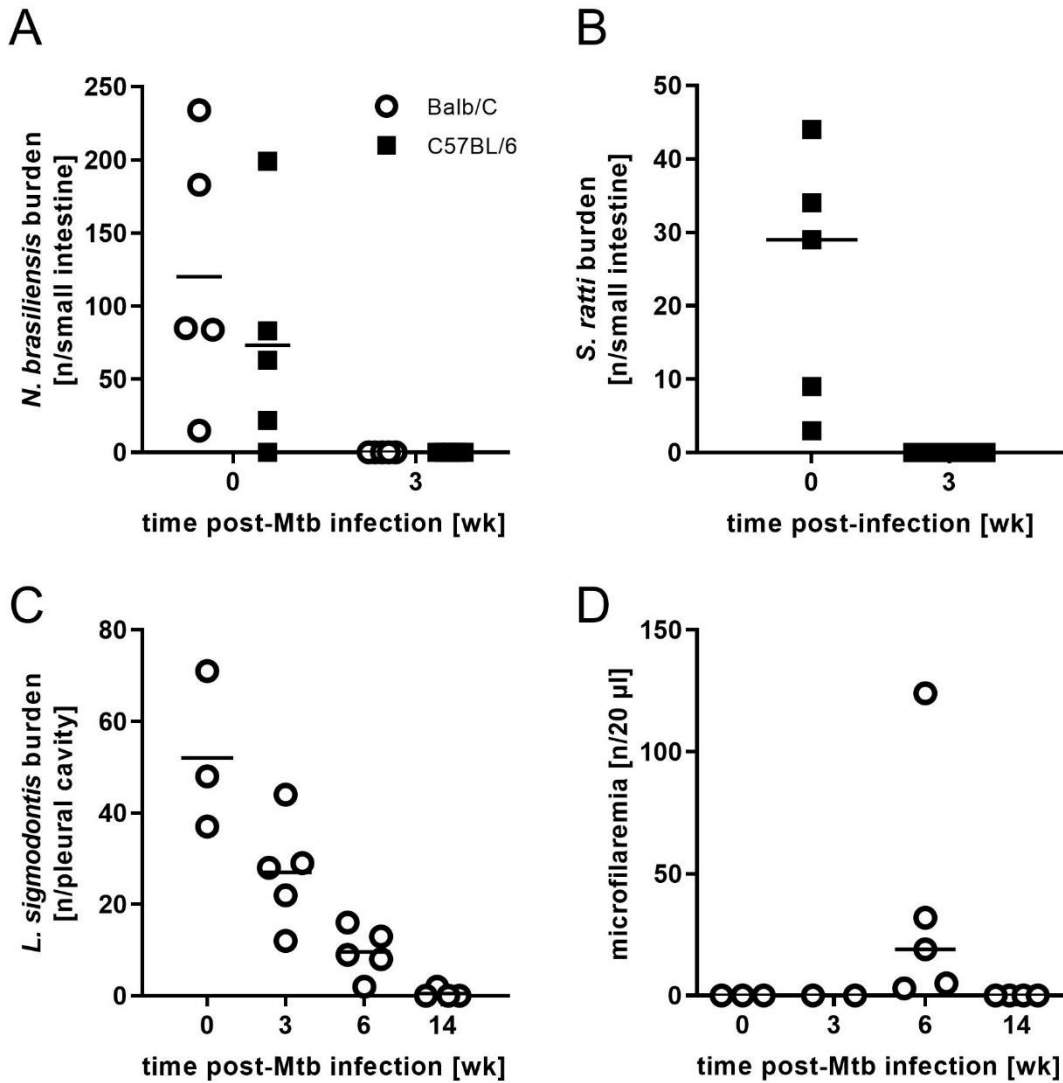 A
N. brasiliensis burden
[n/small intestine]
250
200
150
100
50
0
Balb/C
C57BL/6
0 3
time post-Mtb infection [wk]
B
S. ratti burden
[n/small intestine]
50
40
30
20
10
0
0 3
time post-infection [wk]
C
L. sigmodontis burden
[n/pleural cavity]
80
60
40
20
0
0 3 6 14
time post-Mtb infection [wk]
D
microfilaremia [n/20 µl]
150
100
50
0
0 3 6 14
time post-Mtb infection [wk]